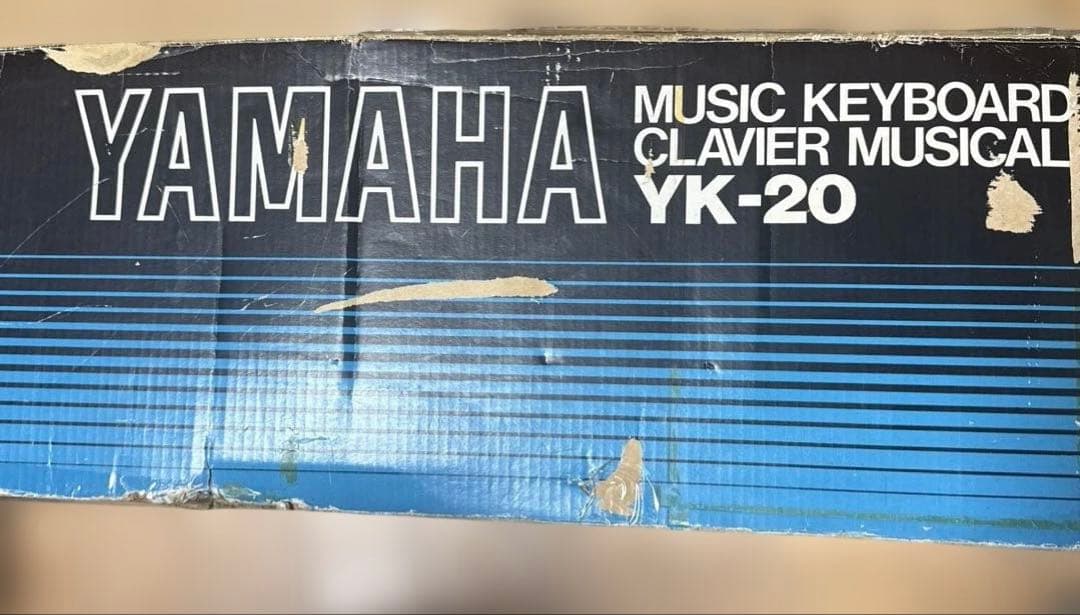 YAMAHA
MUSIC KEYBOARD
CLAVIER MUSICAL
YK-20